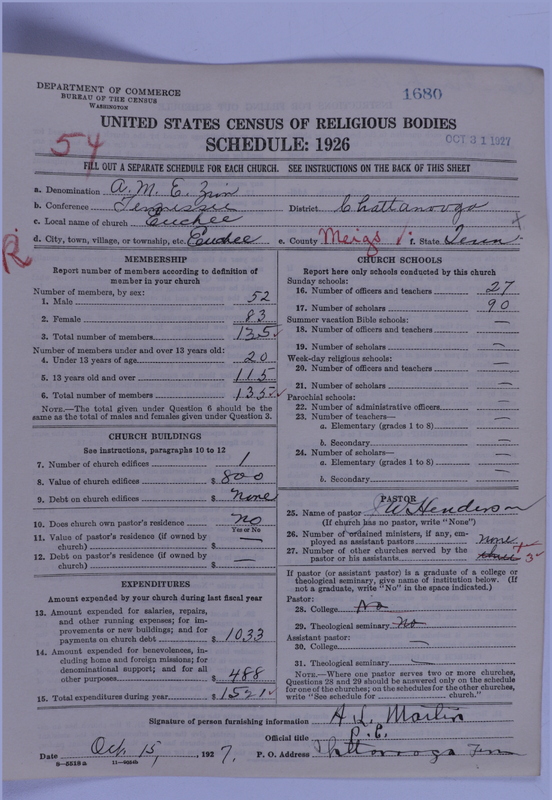 DEPARTMENT OF COMMERCE
BUREAU OF THE CENSUS
WASHINGTON
1680
UNITED STATES CENSUS OF RELIGIOUS BODIES
SCHEDULE: 1926
OCT 31 1927
54
FILL OUT A SEPARATE SCHEDULE FOR EACH CHURCH. SEE INSTRUCTIONS ON THE BACK OF THIS SHEET
a. Denomination A. M. E. Zion
b. Conference Tennessee District Chattanooga
c. Local name of church Euchee
d. City, town, village, or township, etc. Euchee e. County Meigs f. State Tenn.
R.
MEMBERSHIP
Report number of members according to definition of member in your church
Number of members, by sex:
1. Male 52
2. Female 83
3. Total number of members 135
Number of members under and over 13 years old:
4. Under 13 years of age 20
5. 13 years old and over 115
6. Total number of members 135
NOTE.—The total given under Question 6 should be the
same as the total of males and females given under Question 3.
CHURCH BUILDINGS
See instructions, paragraphs 10 to 12
7. Number of church edifices 1
8. Value of church edifices $ 800
9. Debt on church edifices $ none
10. Does church own pastor's residence no
Yes or No
11. Value of pastor's residence (if owned by
church) $ —
12. Debt on pastor's residence (if owned by
church) $ —
EXPENDITURES
Amount expended by your church during last fiscal year
13. Amount expended for salaries, repairs,
and other running expenses; for im-
provements or new buildings; and for
payments on church debt $ 1033
14. Amount expended for benevolences, in-
cluding home and foreign missions; for
denominational support; and for all
other purposes $ 488
15. Total expenditures during year $ 1521
CHURCH SCHOOLS
Report here only schools conducted by this church
Sunday schools:
16. Number of officers and teachers 27
17. Number of scholars 90
Summer vacation Bible schools:
18. Number of officers and teachers —
19. Number of scholars —
Week-day religious schools:
20. Number of officers and teachers —
21. Number of scholars —
Parochial schools:
22. Number of administrative officers —
23. Number of teachers—
a. Elementary (grades 1 to 8) —
b. Secondary —
24. Number of scholars—
a. Elementary (grades 1 to 8) —
b. Secondary —
PASTOR
25. Name of pastor J W Henderson
(If church has no pastor, write "None")
26. Number of ordained ministers, if any, em-
ployed as assistant pastors none
27. Number of other churches served by the
pastor or his assistants 3
If pastor (or assistant pastor) is a graduate of college or
theological seminary, give name of institution below. (If
not a graduate, write "No" in the space indicated.)
Pastor:
28. College No
29. Theological seminary No
Assistant pastor:
30. College —
31. Theological seminary —
NOTE.—Where one pastor serves two or more churches,
Questions 28 and 29 should be answered only on the schedule
for one of the churches; on the schedules for the other churches,
write "See schedule for church."
Signature of person furnishing information A. L. Martin
Official title P. E.
Date Oct. 15, 1927. P. O. Address Chattanooga Tenn
8—5519 a 11—9051b